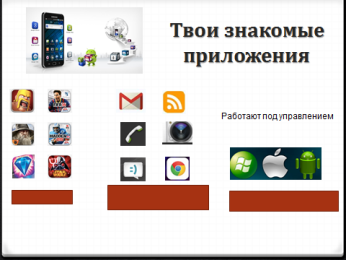 Твои знакомые
приложения
Работают под управлением